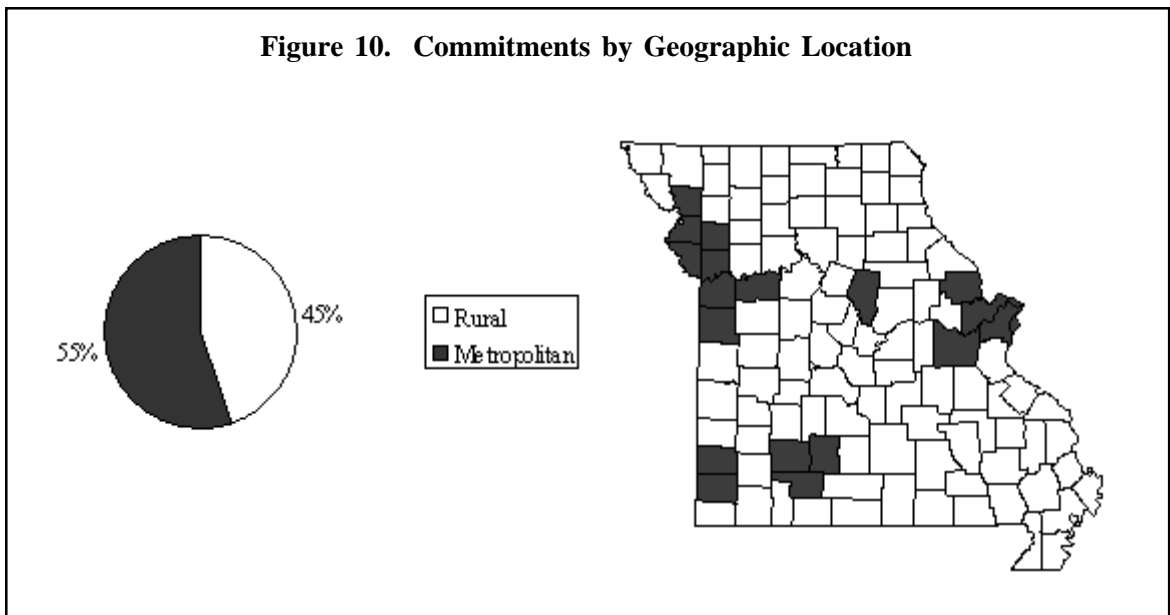 Figure 10. Commitments by Geographic Location
45%
55%
Rural
Metropolitan